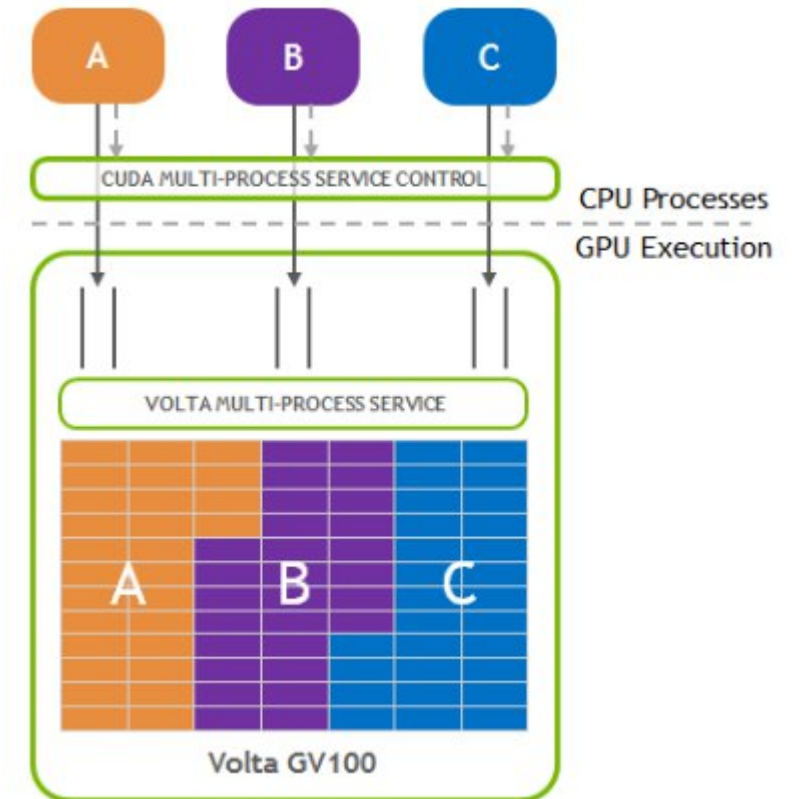 A B C
CUDA MULTI-PROCESS SERVICE CONTROL
CPU Processes
GPU Execution
VOLTA MULTI-PROCESS SERVICE
A B C
Volta GV100